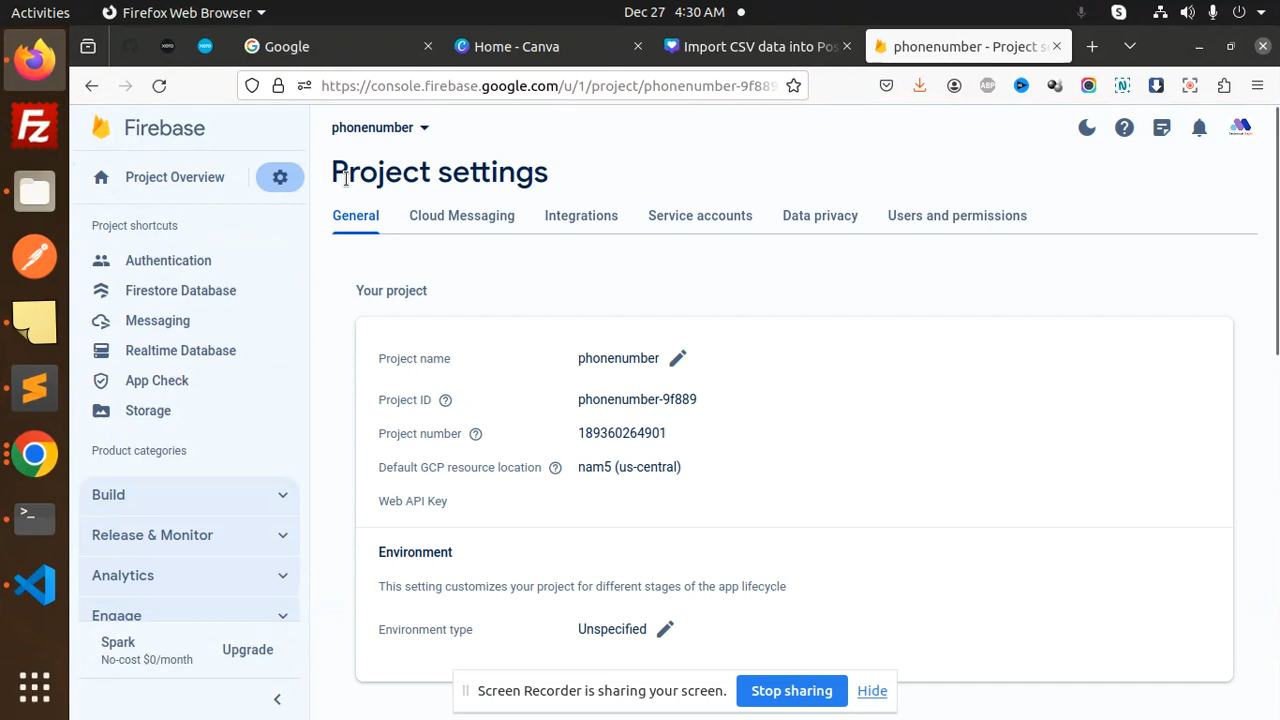 Activities
Firefox Web Browser
Dec 27 4:30 AM
Google
Home - Canva
Import CSV data into Pos
phonenumber - Project s
https://console.firebase.google.com/u/1/project/phonenumber-9f889
Firebase
phonenumber
Project Overview
Project settings
General
Cloud Messaging
Integrations
Service accounts
Data privacy
Users and permissions
Project shortcuts
Authentication
Firestore Database
Messaging
Realtime Database
App Check
Storage
Product categories
Build
Release & Monitor
Analytics
Engage
Spark
No-cost $0/month
Upgrade
Your project
Project name
phonenumber
Project ID
phonenumber-9f889
Project number
189360264901
Default GCP resource location
nam5 (us-central)
Web API Key
Environment
This setting customizes your project for different stages of the app lifecycle
Environment type
Unspecified
Screen Recorder is sharing your screen.
Stop sharing
Hide